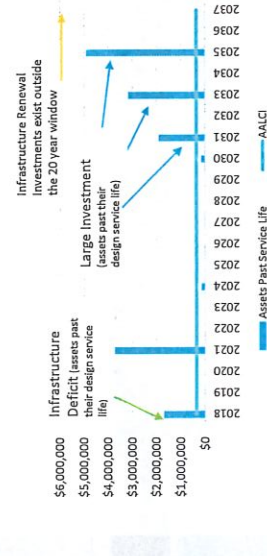 Infrastructure Renewal
Investments exist outside
the 20 year window
Infrastructure
Deficit (assets past
their design service
life)
Large Investment
(assets past their
design service life)
$6,000,000
$5,000,000
$4,000,000
$3,000,000
$2,000,000
$1,000,000
$0
2018
2019
2020
2021
2022
2023
2024
2025
2026
2027
2028
2029
2030
2031
2032
2033
2034
2035
2036
2037
Assets Past Service Life
AALCI